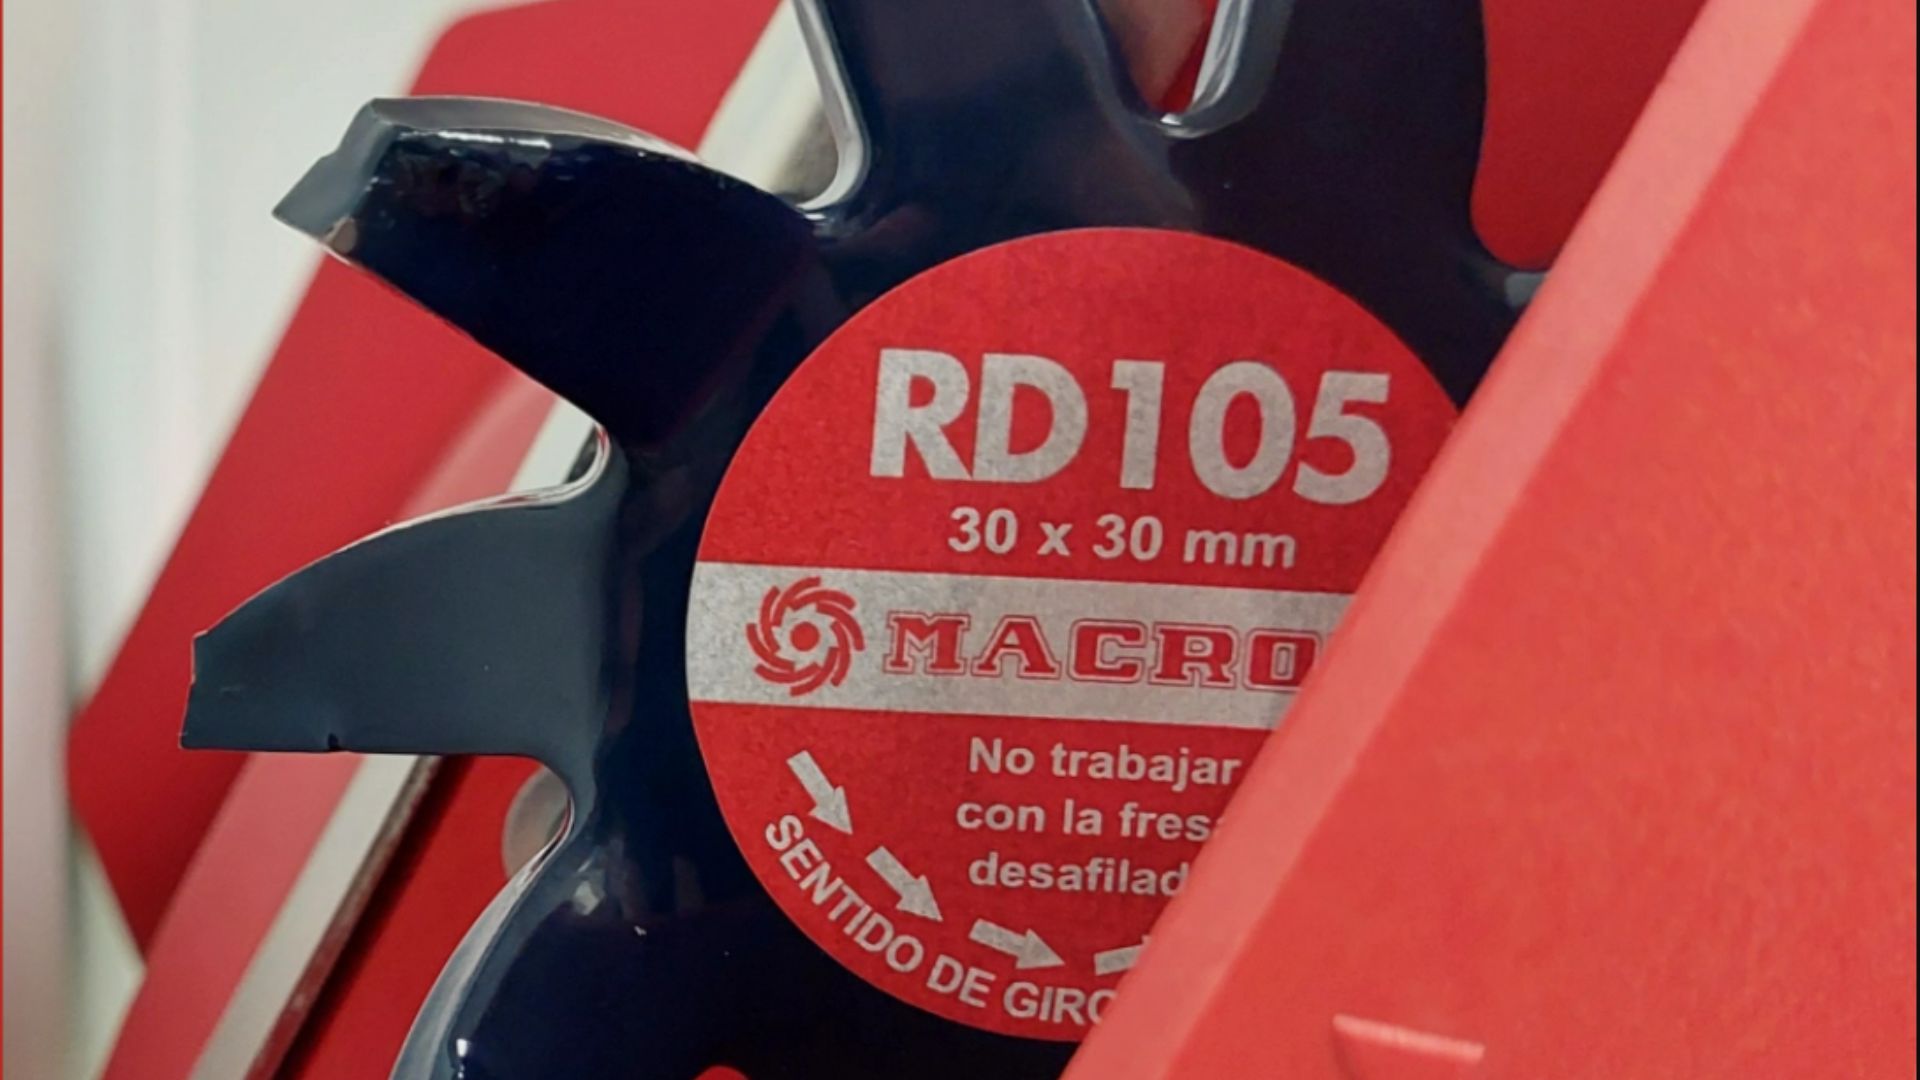 RD105
30 x 30 mm
MACRO
No trabajar
con la fres
desafilad
SENTIDO DE GIRO